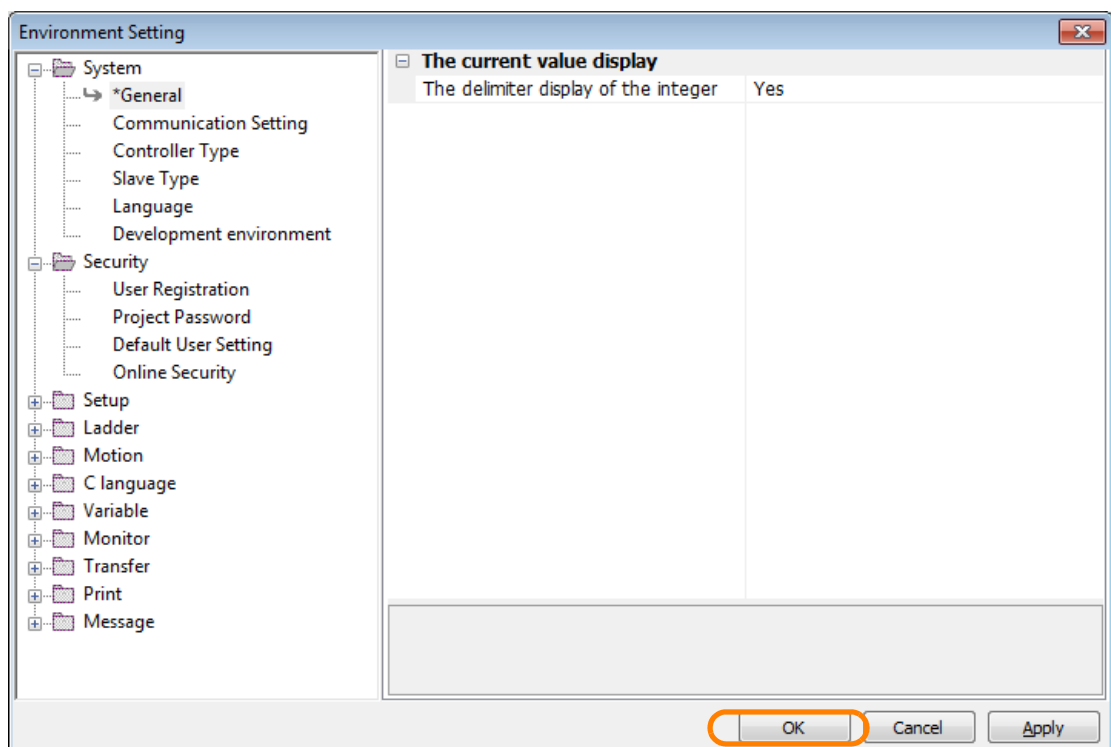 Environment Setting
System
*General
Communication Setting
Controller Type
Slave Type
Language
Development environment
Security
User Registration
Project Password
Default User Setting
Online Security
Setup
Ladder
Motion
C language
Variable
Monitor
Transfer
Print
Message
The current value display
The delimiter display of the integer Yes
OK Cancel Apply